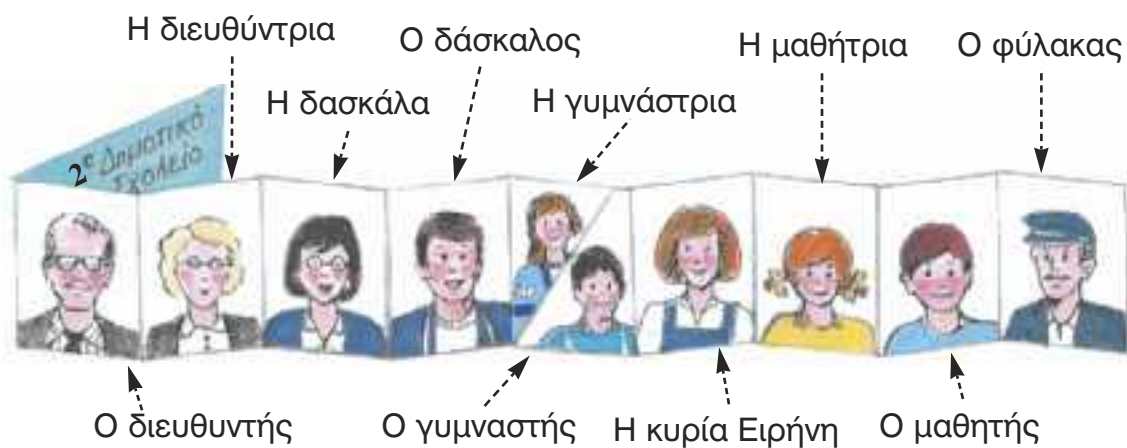 Η διευθύντρια
Ο δάσκαλος
Η μαθήτρια
Ο φύλακας
Η δασκάλα
Η γυμνάστρια
2ο Δημοτικό
Σχολείο
Ο διευθυντής
Ο γυμναστής
Η κυρία Ειρήνη
Ο μαθητής